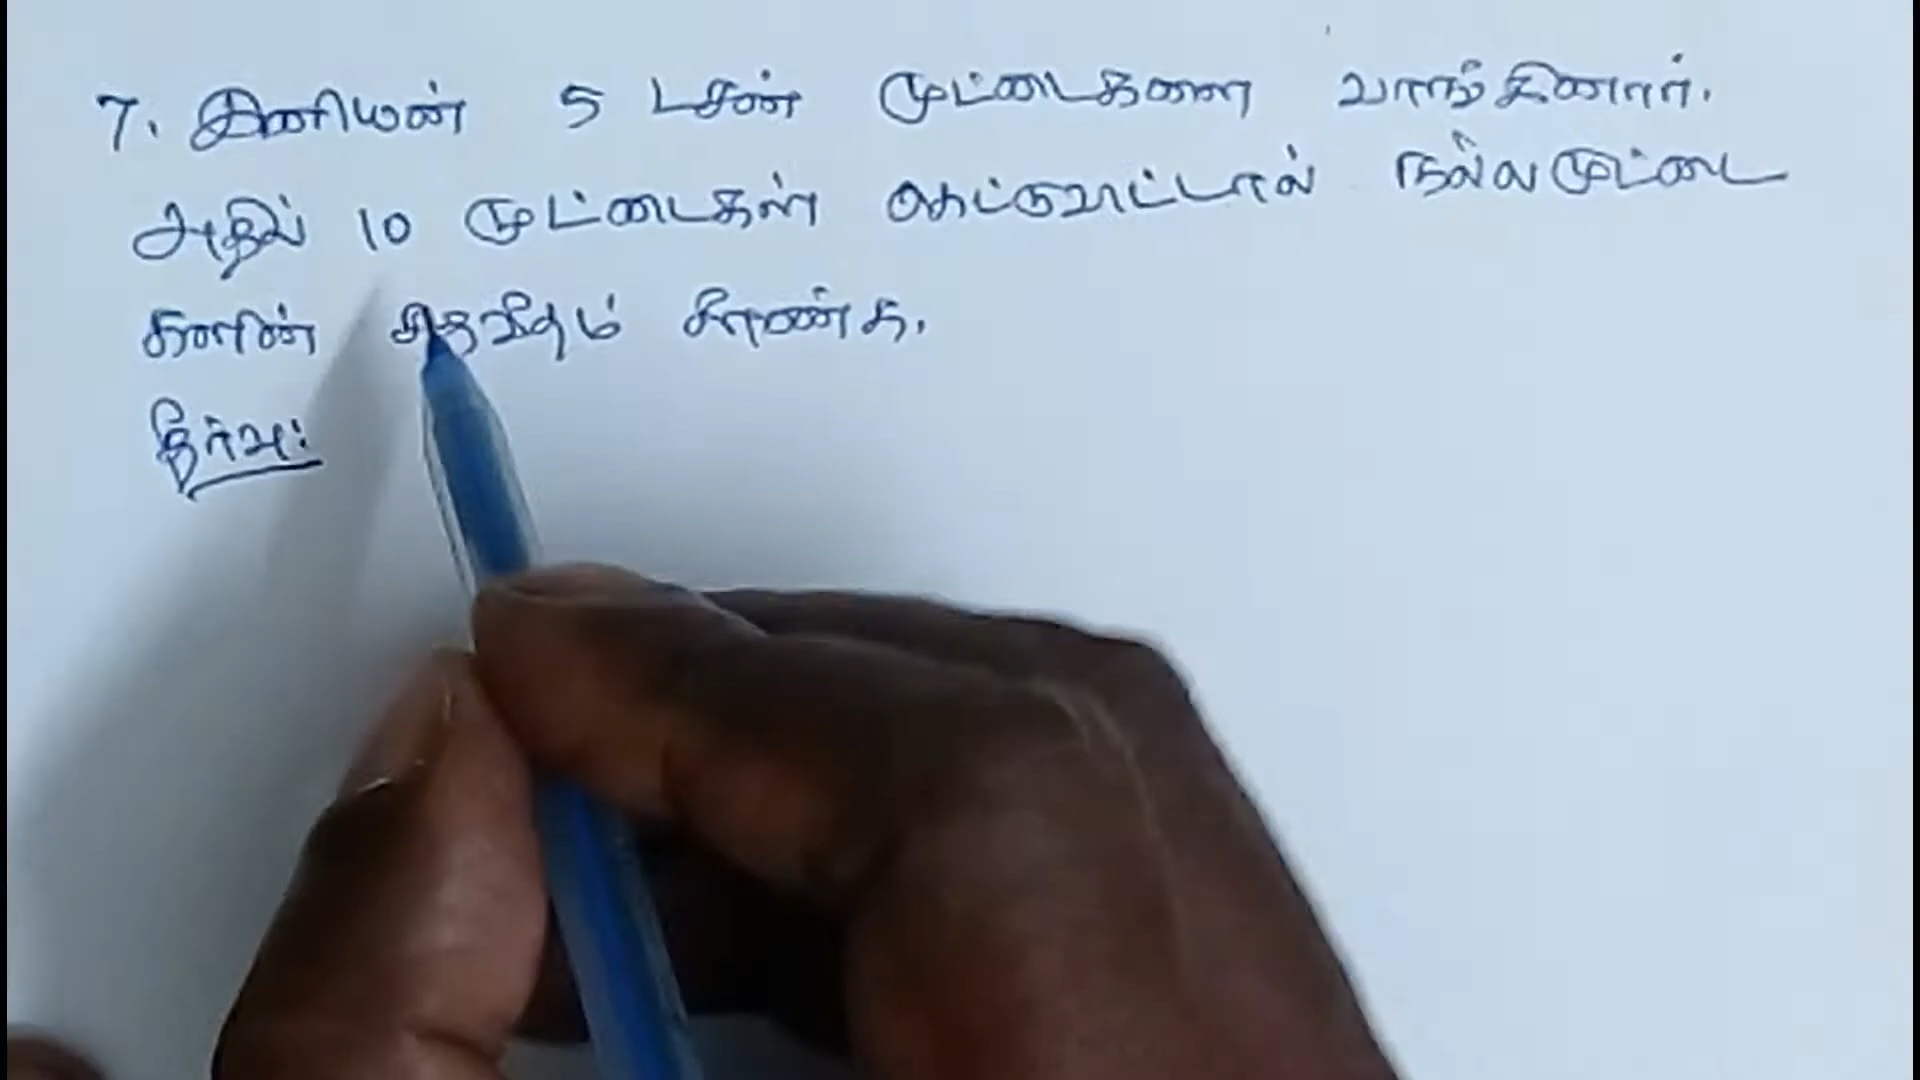 7. இனியன் 5 டசன் முட்டைகளை வாங்கினார்.
அதில் 10 முட்டைகள் கெட்டுவிட்டால் நல்லமுட்டை
களின் சதவீதம் காண்க.
தீர்வு: